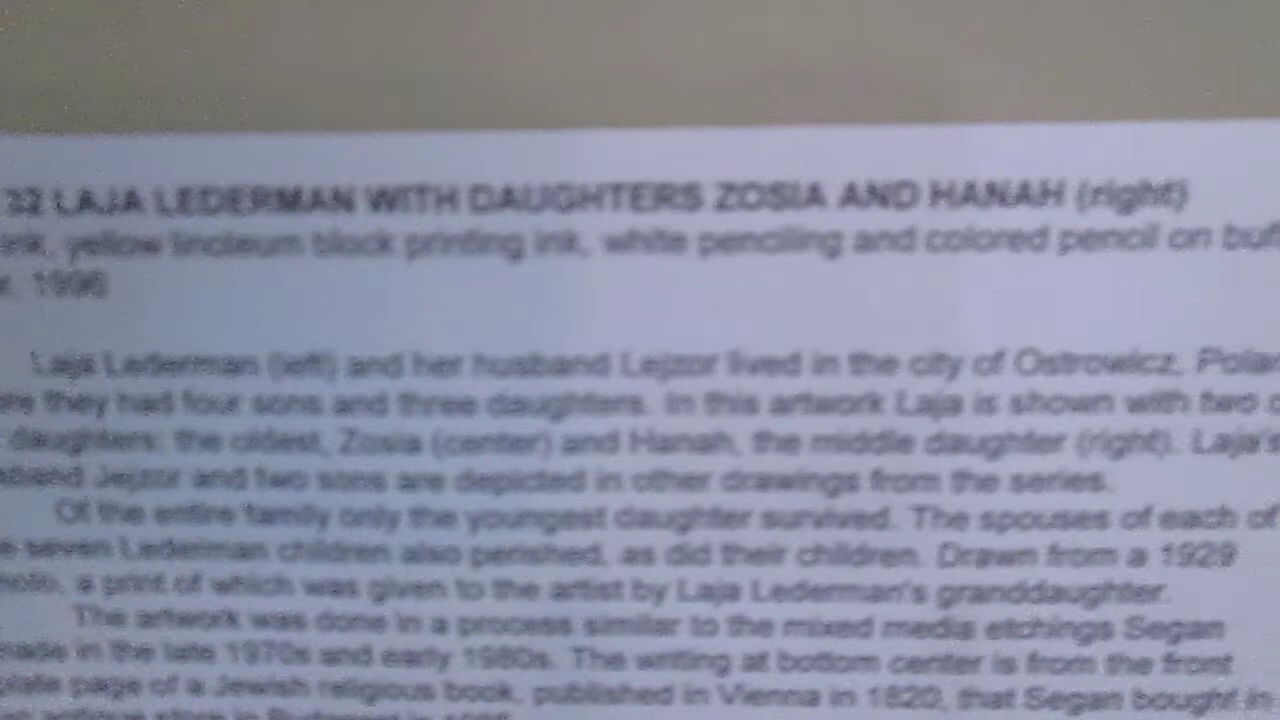 32 LAJA LEDERMAN WITH DAUGHTERS ZOSIA AND HANAH (right)
ink, yellow linoleum block printing ink, white penciling and colored pencil on buff
1996
Laja Lederman (left) and her husband Lejzor lived in the city of Ostrowicz, Polan
they had four sons and three daughters. In this artwork Laja is shown with two o
daughters: the oldest, Zosia (center) and Hanah, the middle daughter (right). Laja's
Jejzor and two sons are depicted in other drawings from the series.
Of the entire family only the youngest daughter survived. The spouses of each of
seven Lederman children also perished, as did their children. Drawn from a 1929
a print of which was given to the artist by Laja Lederman's granddaughter.
The artwork was done in a process similar to the mixed media etchings Segan
made in the late 1970s and early 1980s. The writing at bottom center is from the front
plate page of a Jewish religious book, published in Vienna in 1820, that Segan bought in
antique store in